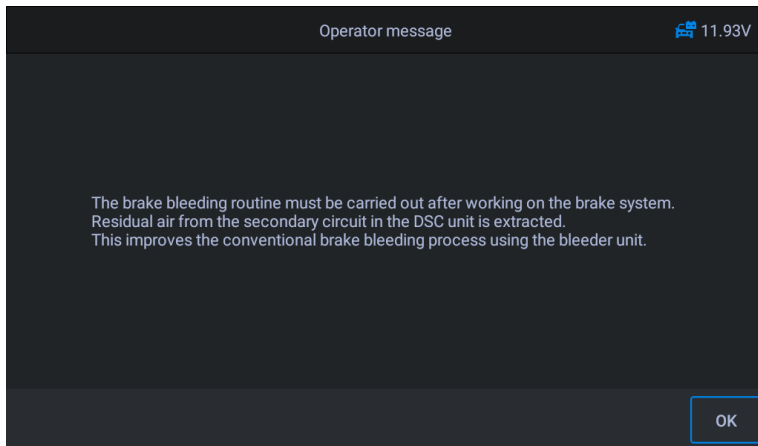 Operator message
11.93V
The brake bleeding routine must be carried out after working on the brake system.
Residual air from the secondary circuit in the DSC unit is extracted.
This improves the conventional brake bleeding process using the bleeder unit.
OK